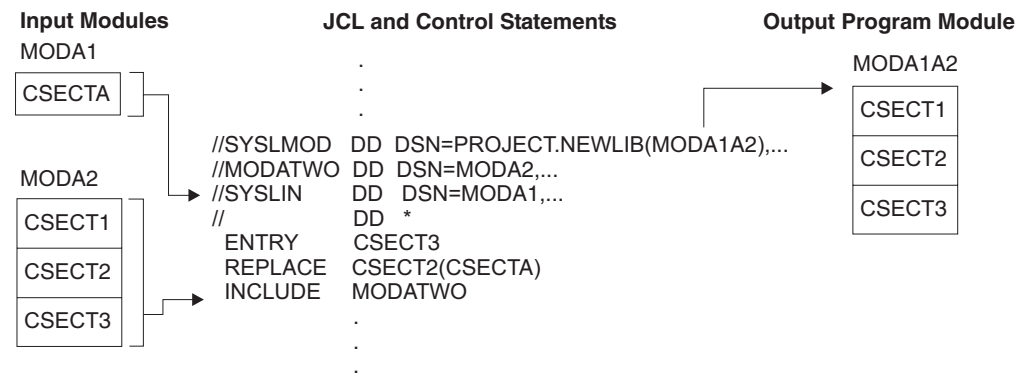 Input Modules
JCL and Control Statements
Output Program Module
MODA1
CSECTA
MODA2
CSECT1
CSECT2
CSECT3
.
.
.
//SYSLMOD DD DSN=PROJECT.NEWLIB(MODA1A2),...
//MODATWO DD DSN=MODA2,...
//SYSLIN DD DSN=MODA1,...
// DD *
ENTRY CSECT3
REPLACE CSECT2(CSECTA)
INCLUDE MODATWO
.
.
.
MODA1A2
CSECT1
CSECT2
CSECT3